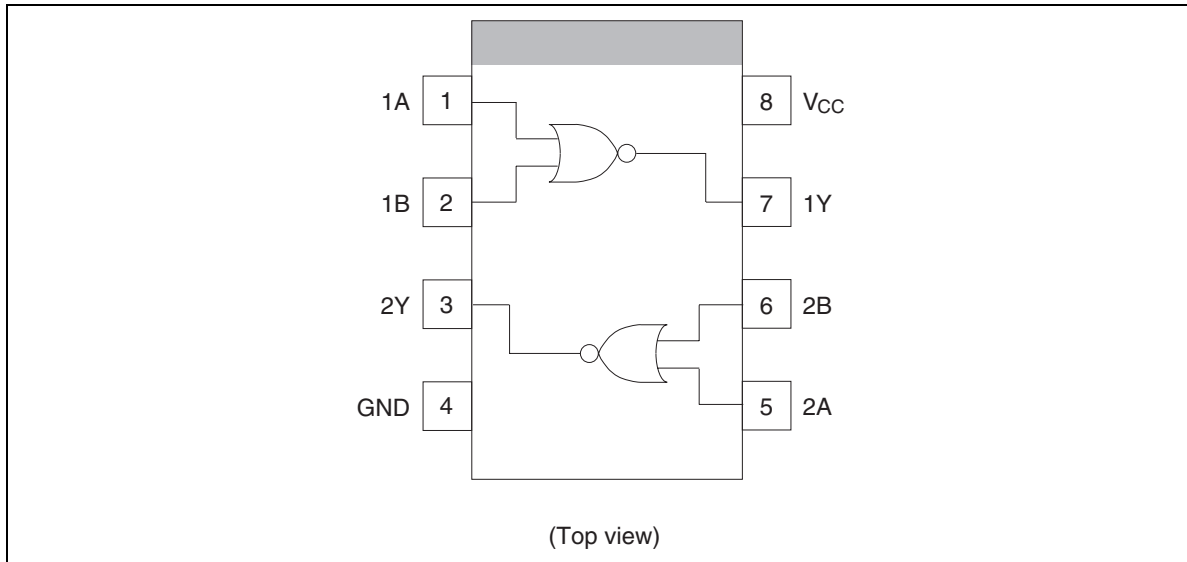 1A 1 8 VCC
1B 2 7 1Y
2Y 3 6 2B
GND 4 5 2A
(Top view)